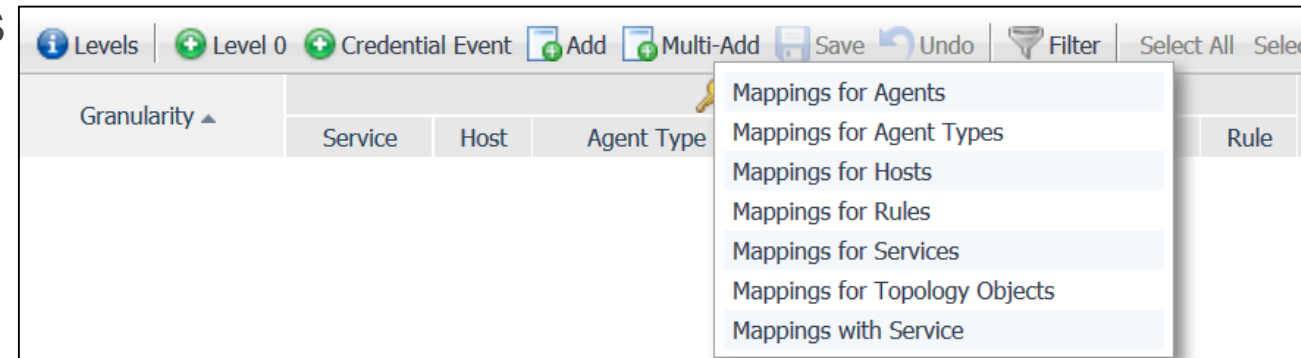 S
Levels Level 0 Credential Event Add Multi-Add Save Undo Filter Select All Selec
Granularity
Service Host Agent Type Rule
Mappings for Agents
Mappings for Agent Types
Mappings for Hosts
Mappings for Rules
Mappings for Services
Mappings for Topology Objects
Mappings with Service